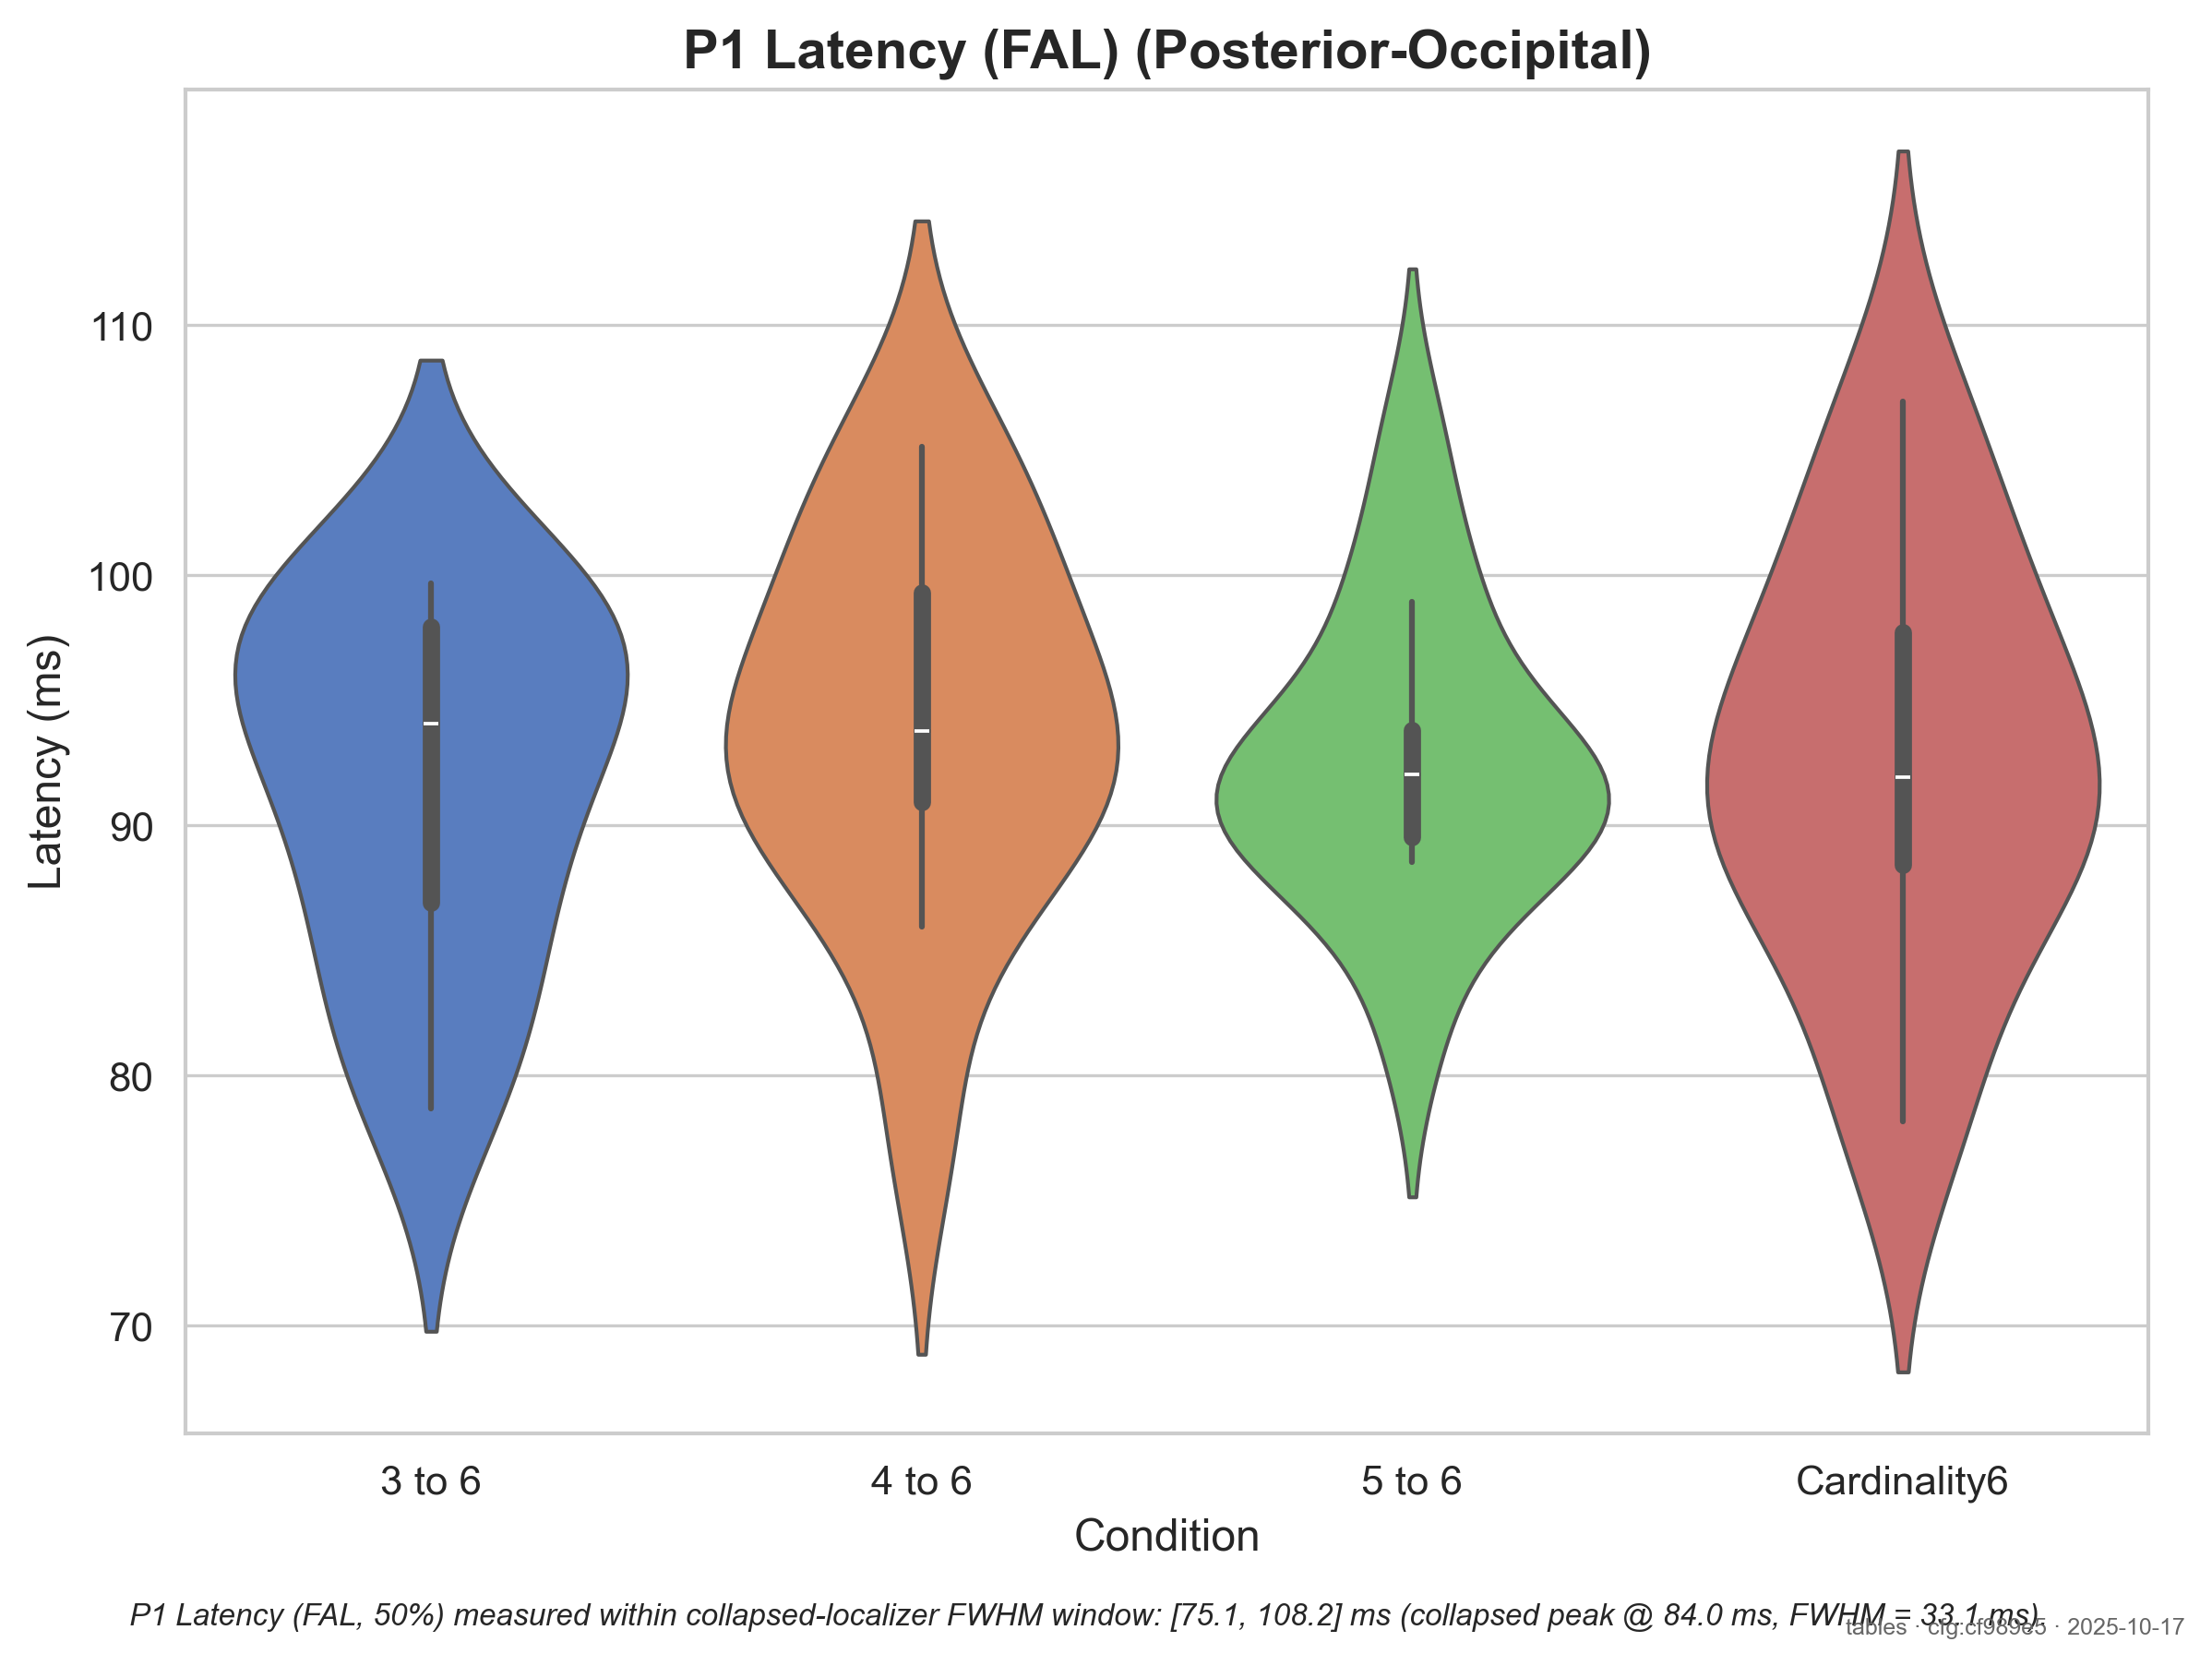 P1 Latency (FAL) (Posterior-Occipital)
Latency (ms)
110
100
90
80
70
3 to 6
4 to 6
5 to 6
Cardinality6
Condition
P1 Latency (FAL, 50%) measured within collapsed-localizer FWHM window: [75.1, 108.2] ms (collapsed peak @ 84.0 ms, FWHM = 33.1 ms).
tables · cfg:cf989e5 · 2025-10-17